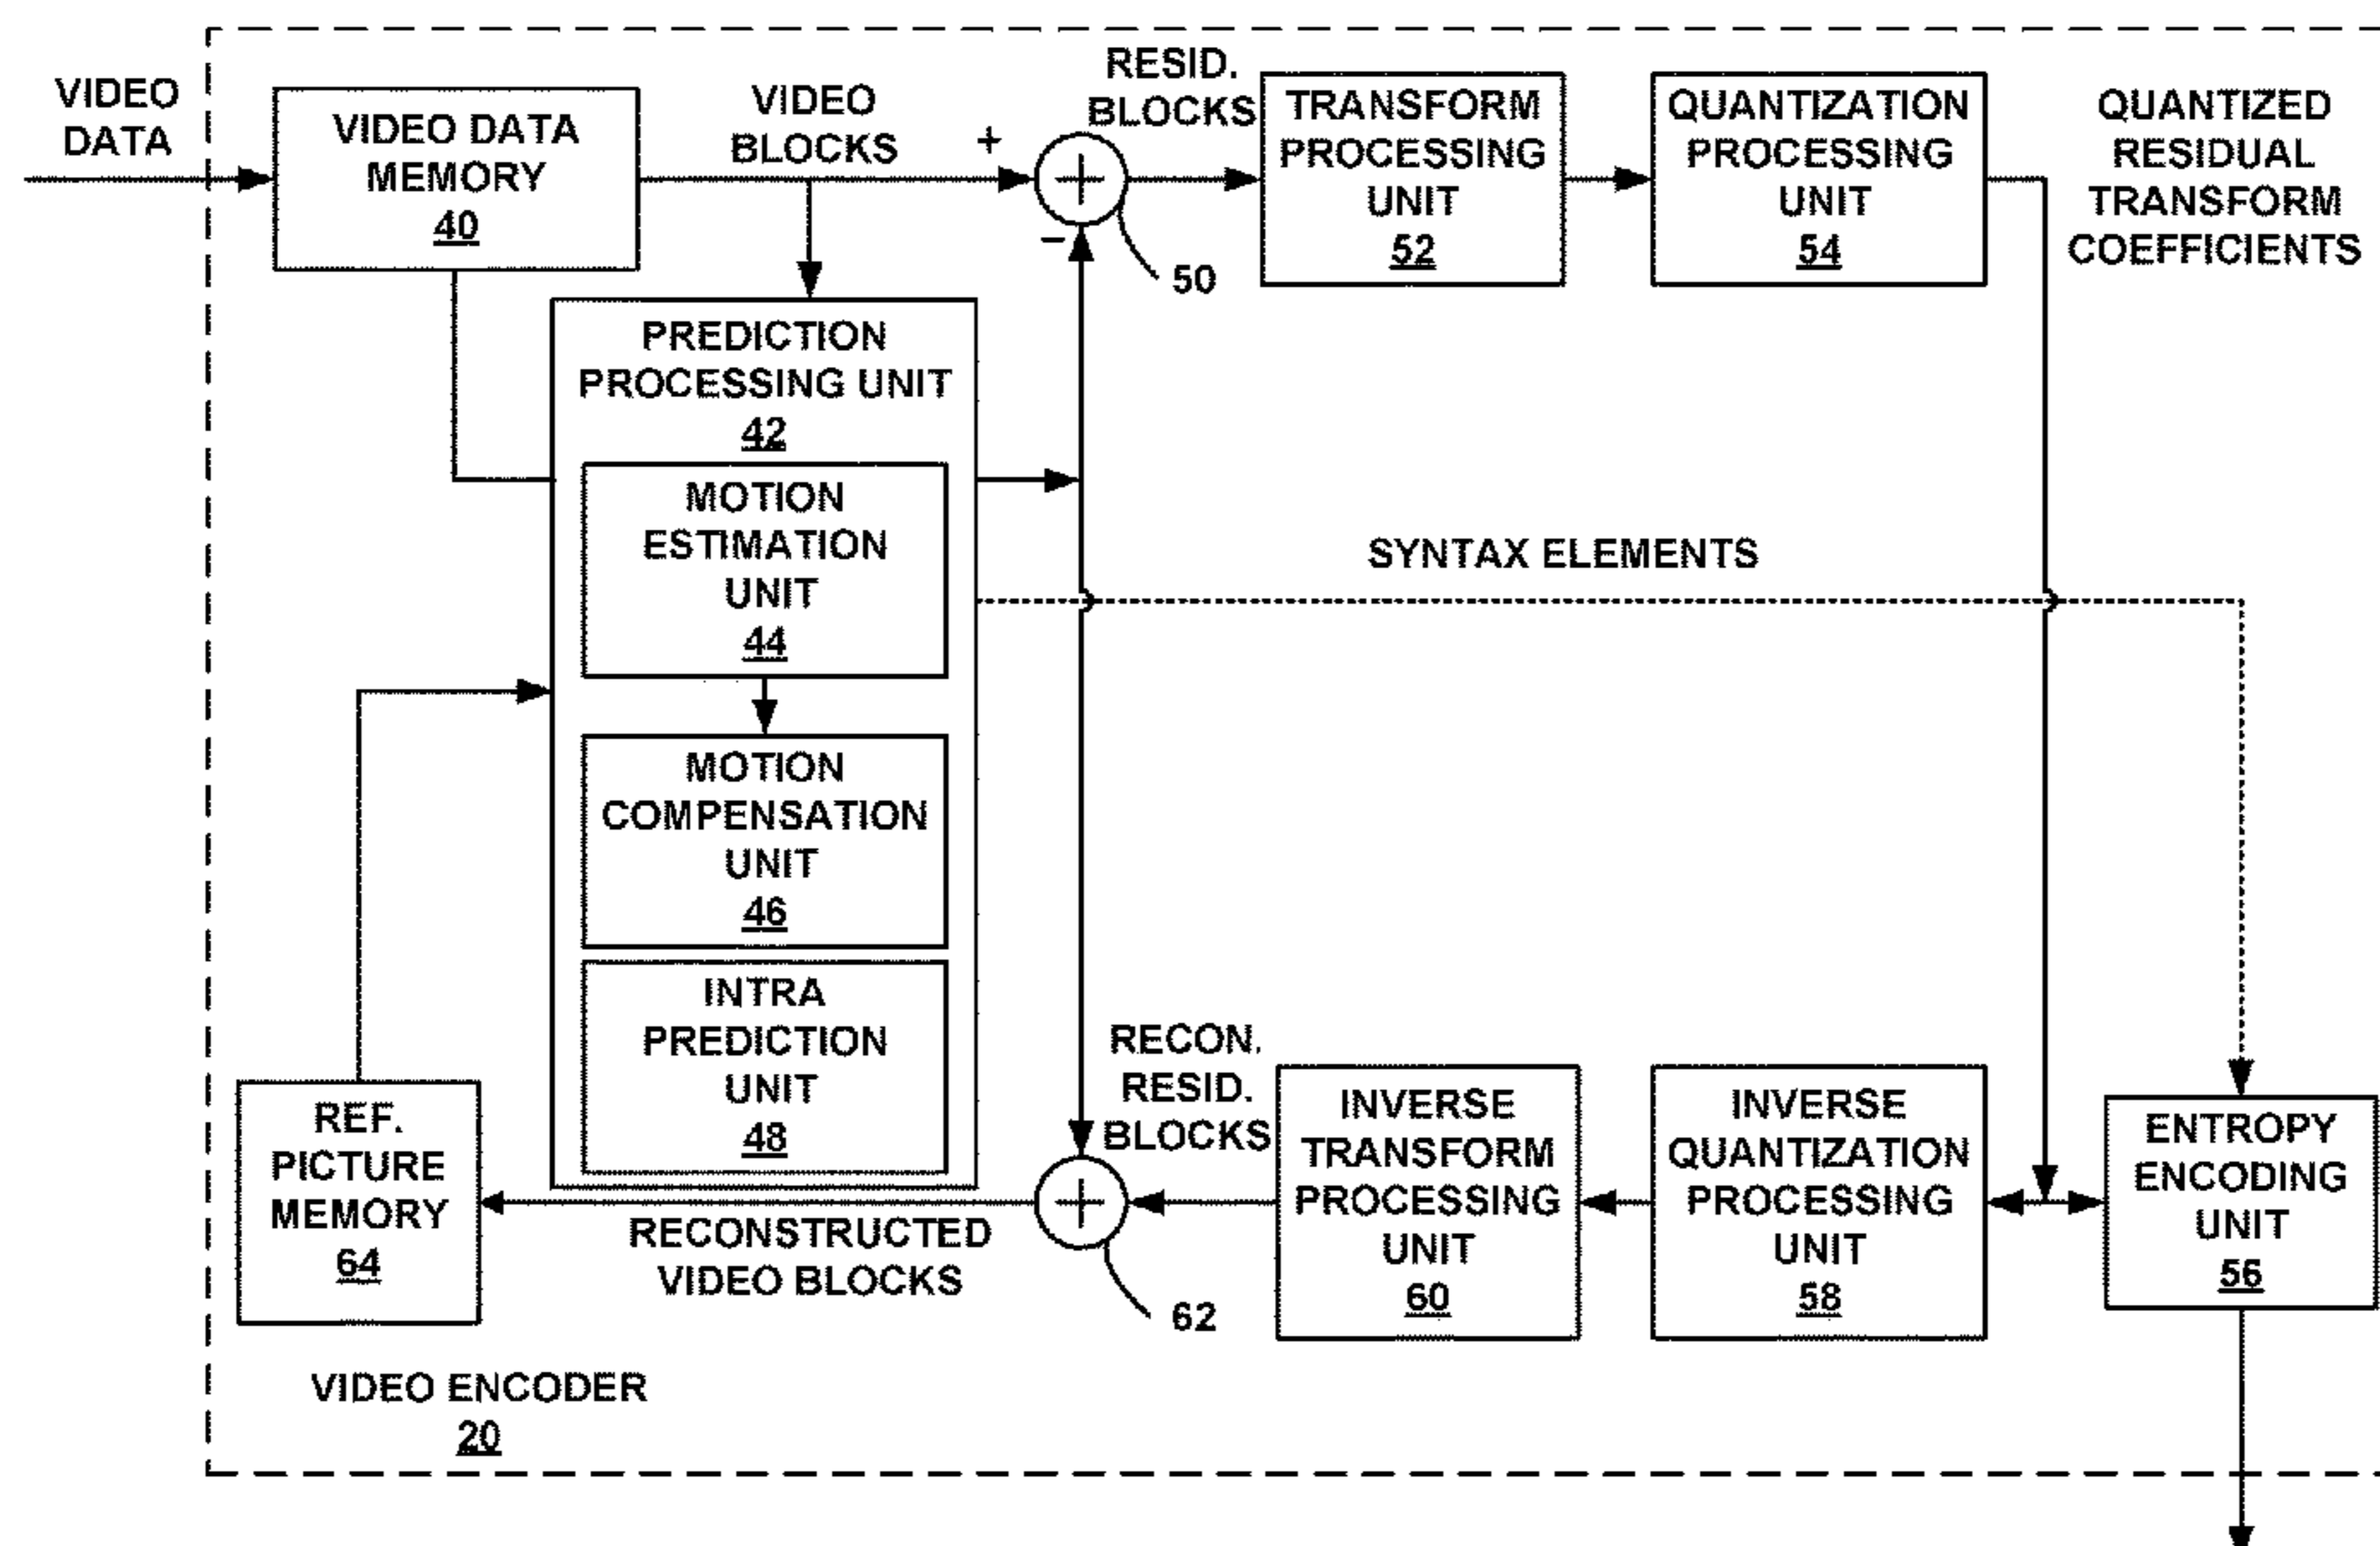 VIDEO
DATA
VIDEO DATA
MEMORY
40
VIDEO
BLOCKS
+
−
50
RESID.
BLOCKS
TRANSFORM
PROCESSING
UNIT
52
QUANTIZATION
PROCESSING
UNIT
54
QUANTIZED
RESIDUAL
TRANSFORM
COEFFICIENTS
PREDICTION
PROCESSING UNIT
42
MOTION
ESTIMATION
UNIT
44
SYNTAX ELEMENTS
MOTION
COMPENSATION
UNIT
46
INTRA
PREDICTION
UNIT
48
REF.
PICTURE
MEMORY
64
RECONSTRUCTED
VIDEO BLOCKS
62
RECON.
RESID.
BLOCKS
INVERSE
TRANSFORM
PROCESSING
UNIT
60
INVERSE
QUANTIZATION
PROCESSING
UNIT
58
ENTROPY
ENCODING
UNIT
56
VIDEO ENCODER
20